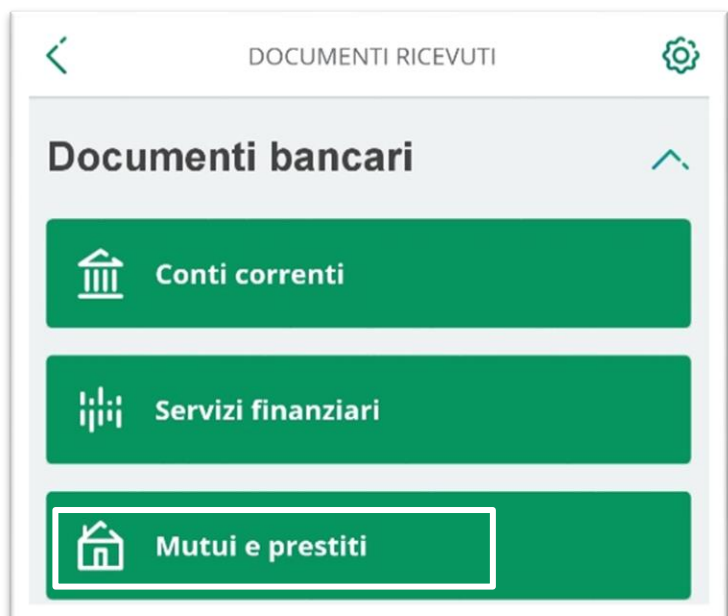 DOCUMENTI RICEVUTI
Documenti bancari
Conti correnti
Servizi finanziari
Mutui e prestiti